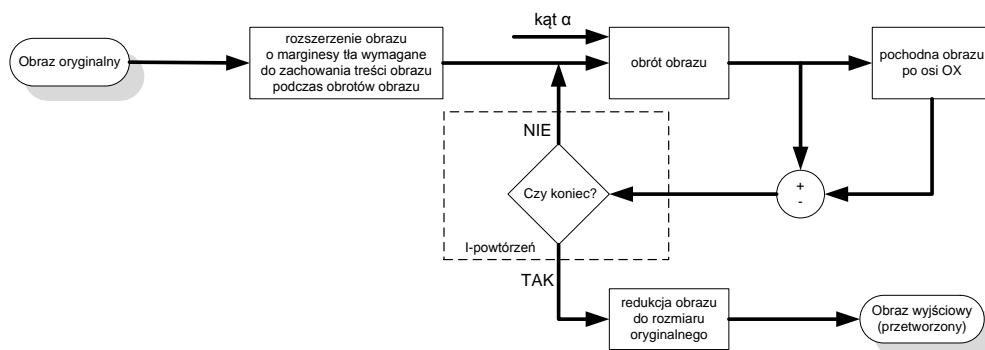 Obraz oryginalny
rozszerzenie obrazu
o marginesy tła wymagane
do zachowania treści obrazu
podczas obrotów obrazu
kąt α
obrót obrazu
pochodna obrazu
po osi OX
NIE
Czy koniec?
+
-
I-powtórzeń
TAK
redukcja obrazu
do rozmiaru
oryginalnego
Obraz wyjściowy
(przetworzony)